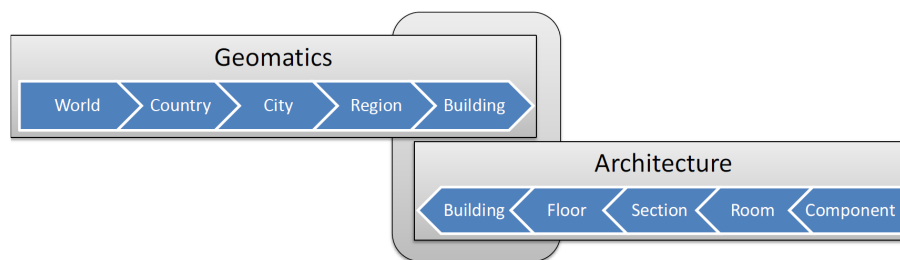 Geomatics
World Country City Region Building
Architecture
Building Floor Section Room Component